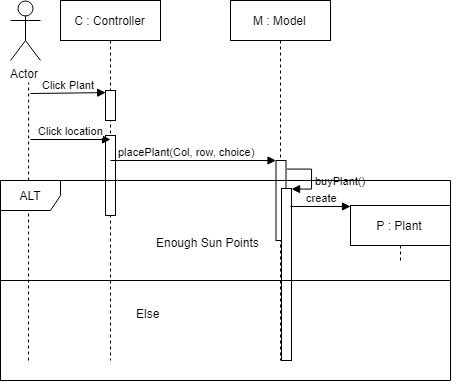 C : Controller
M : Model
Actor
Click Plant
Click location
placePlant(Col, row, choice)
buyPlant()
ALT
create
P : Plant
Enough Sun Points
Else